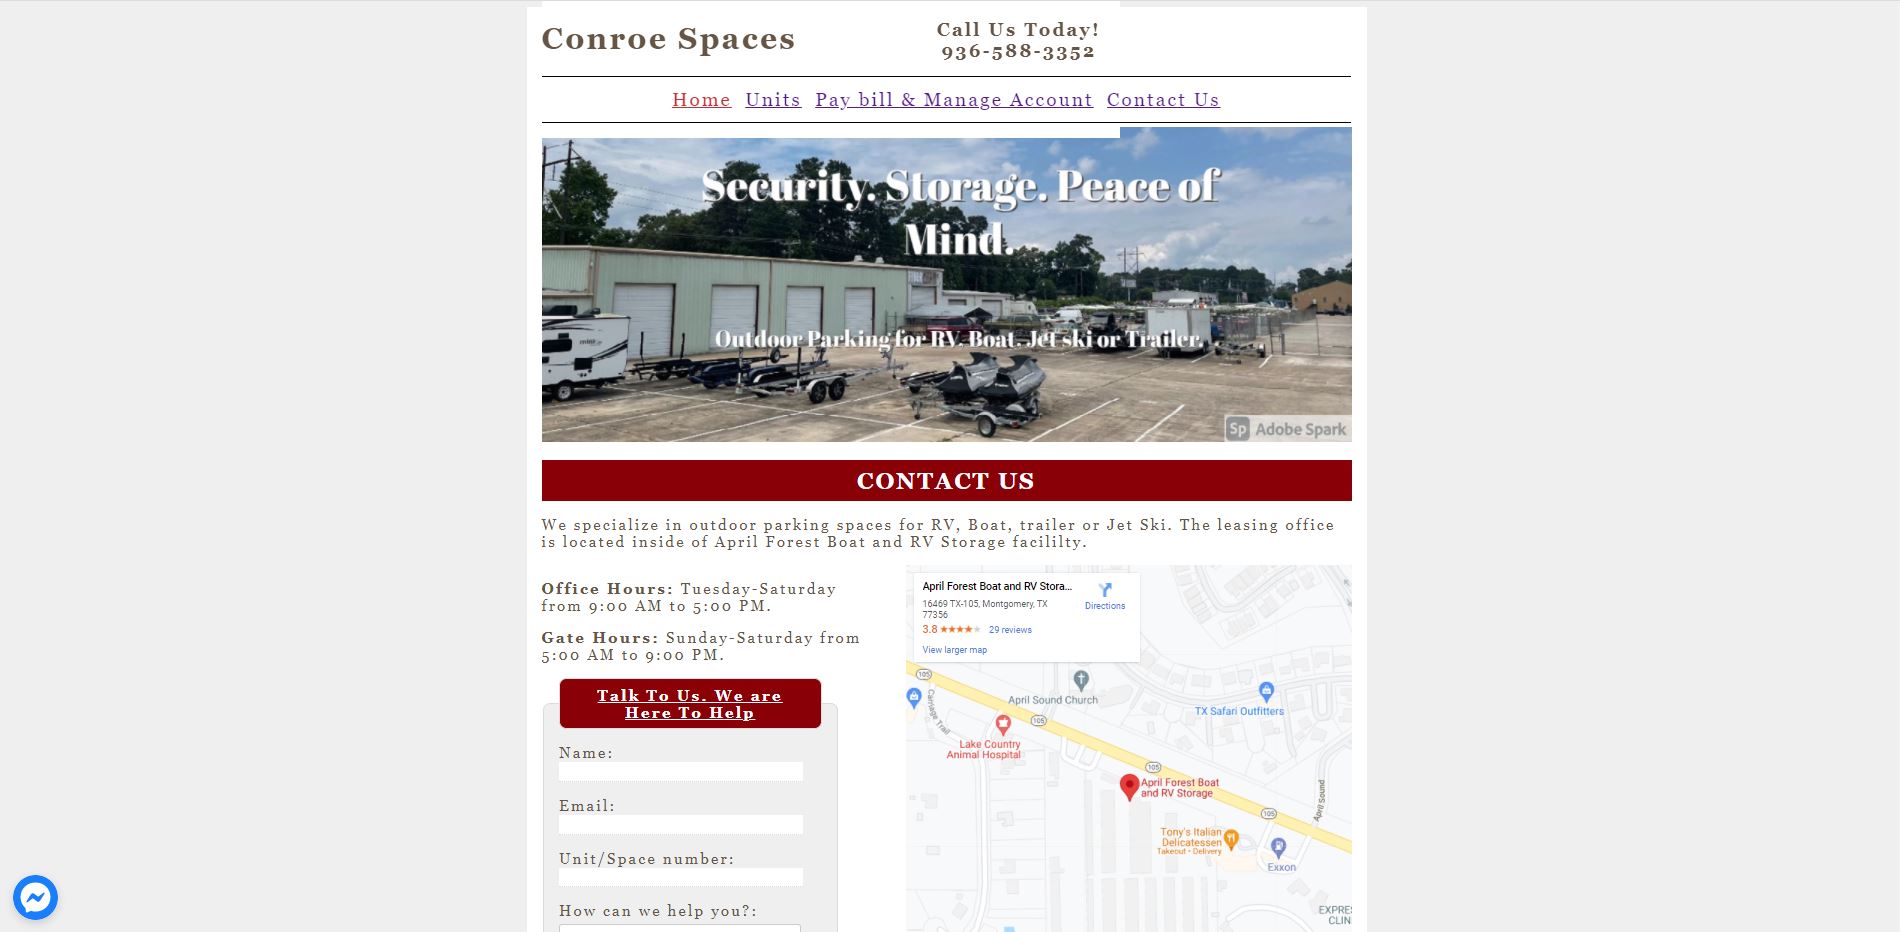 Conroe Spaces
Call Us Today!
936-588-3352
Home Units Pay bill & Manage Account Contact Us
Security. Storage. Peace of
Mind.
Outdoor Parking for RV, Boat, Jet ski or Trailer.
Sp Adobe Spark
CONTACT US
We specialize in outdoor parking spaces for RV, Boat, trailer or Jet Ski. The leasing office
is located inside of April Forest Boat and RV Storage facililty.
Office Hours: Tuesday-Saturday
from 9:00 AM to 5:00 PM.
Gate Hours: Sunday-Saturday from
5:00 AM to 9:00 PM.
Talk To Us. We are
Here To Help
Name:
Email:
Unit/Space number:
How can we help you?:
April Forest Boat and RV Stora...
16469 TX-105, Montgomery, TX
77356
Directions
3.8 29 reviews
View larger map
105
Carriage Trail
April Sound Church
105
TX Safari Outfitters
Lake Country
Animal Hospital
105
April Forest Boat
and RV Storage
April Sound
105
Tony's Italian
Delicatessen
Takeout • Delivery
Exxon
EXPRES
CLIN